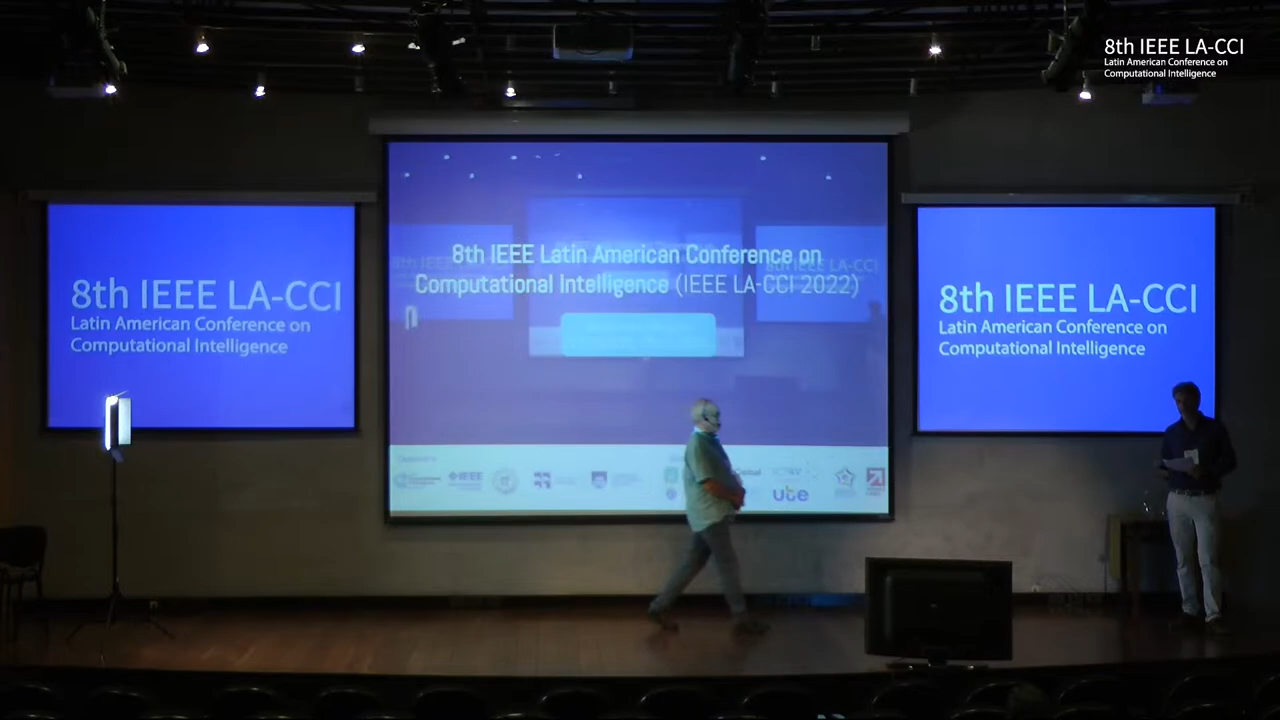 8th IEEE LA-CCI
Latin American Conference on
Computational Intelligence
8th IEEE LA-CCI
Latin American Conference on
Computational Intelligence
8th IEEE Latin American Conference on
Computational Intelligence (IEEE LA-CCI 2022)
IEEE
ute
8th IEEE LA-CCI
Latin American Conference on
Computational Intelligence